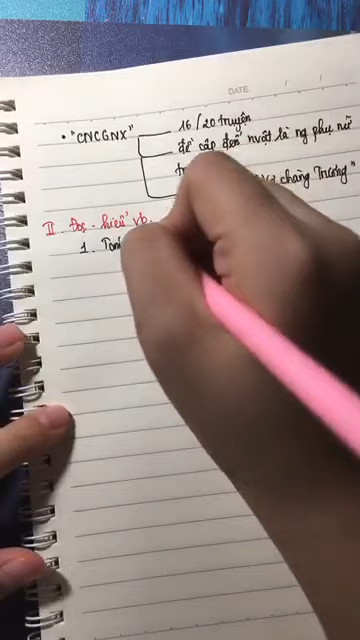 DATE
• "CNCGNX"
16/20 truyện
đề cập đến nvật là ng phụ nữ
chàng Trương"
II. Đọc - hiểu vb
1. Tóm